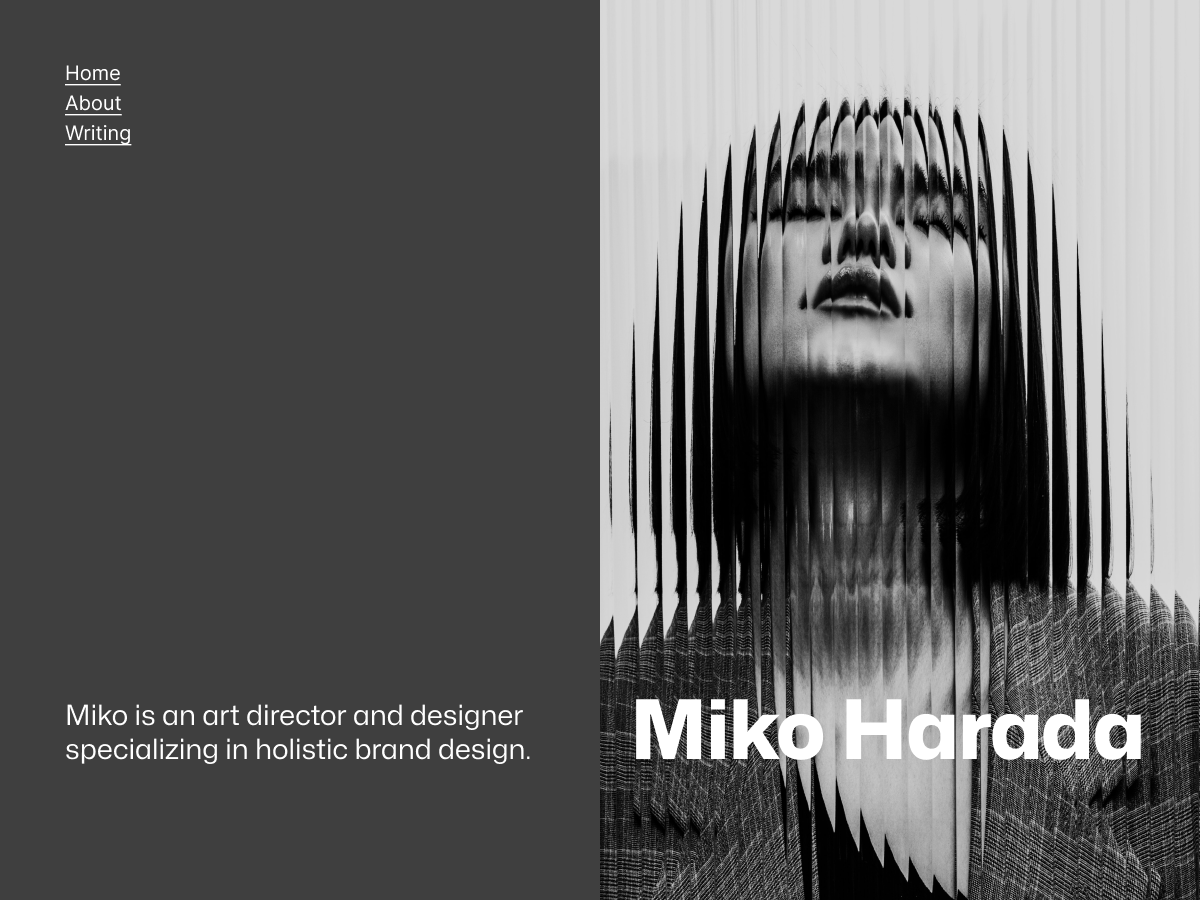 Home
About
Writing
Miko is an art director and designer
specializing in holistic brand design.
Miko Harada